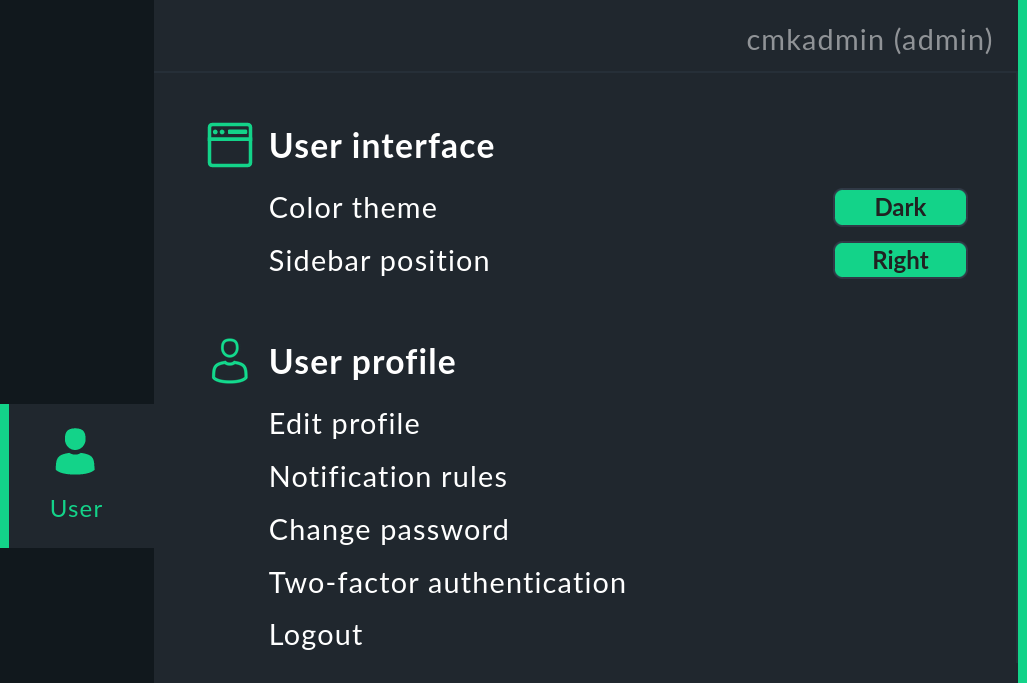 cmkadmin (admin)
User interface
Color theme Dark
Sidebar position Right
User profile
Edit profile
Notification rules
Change password
Two-factor authentication
Logout
User